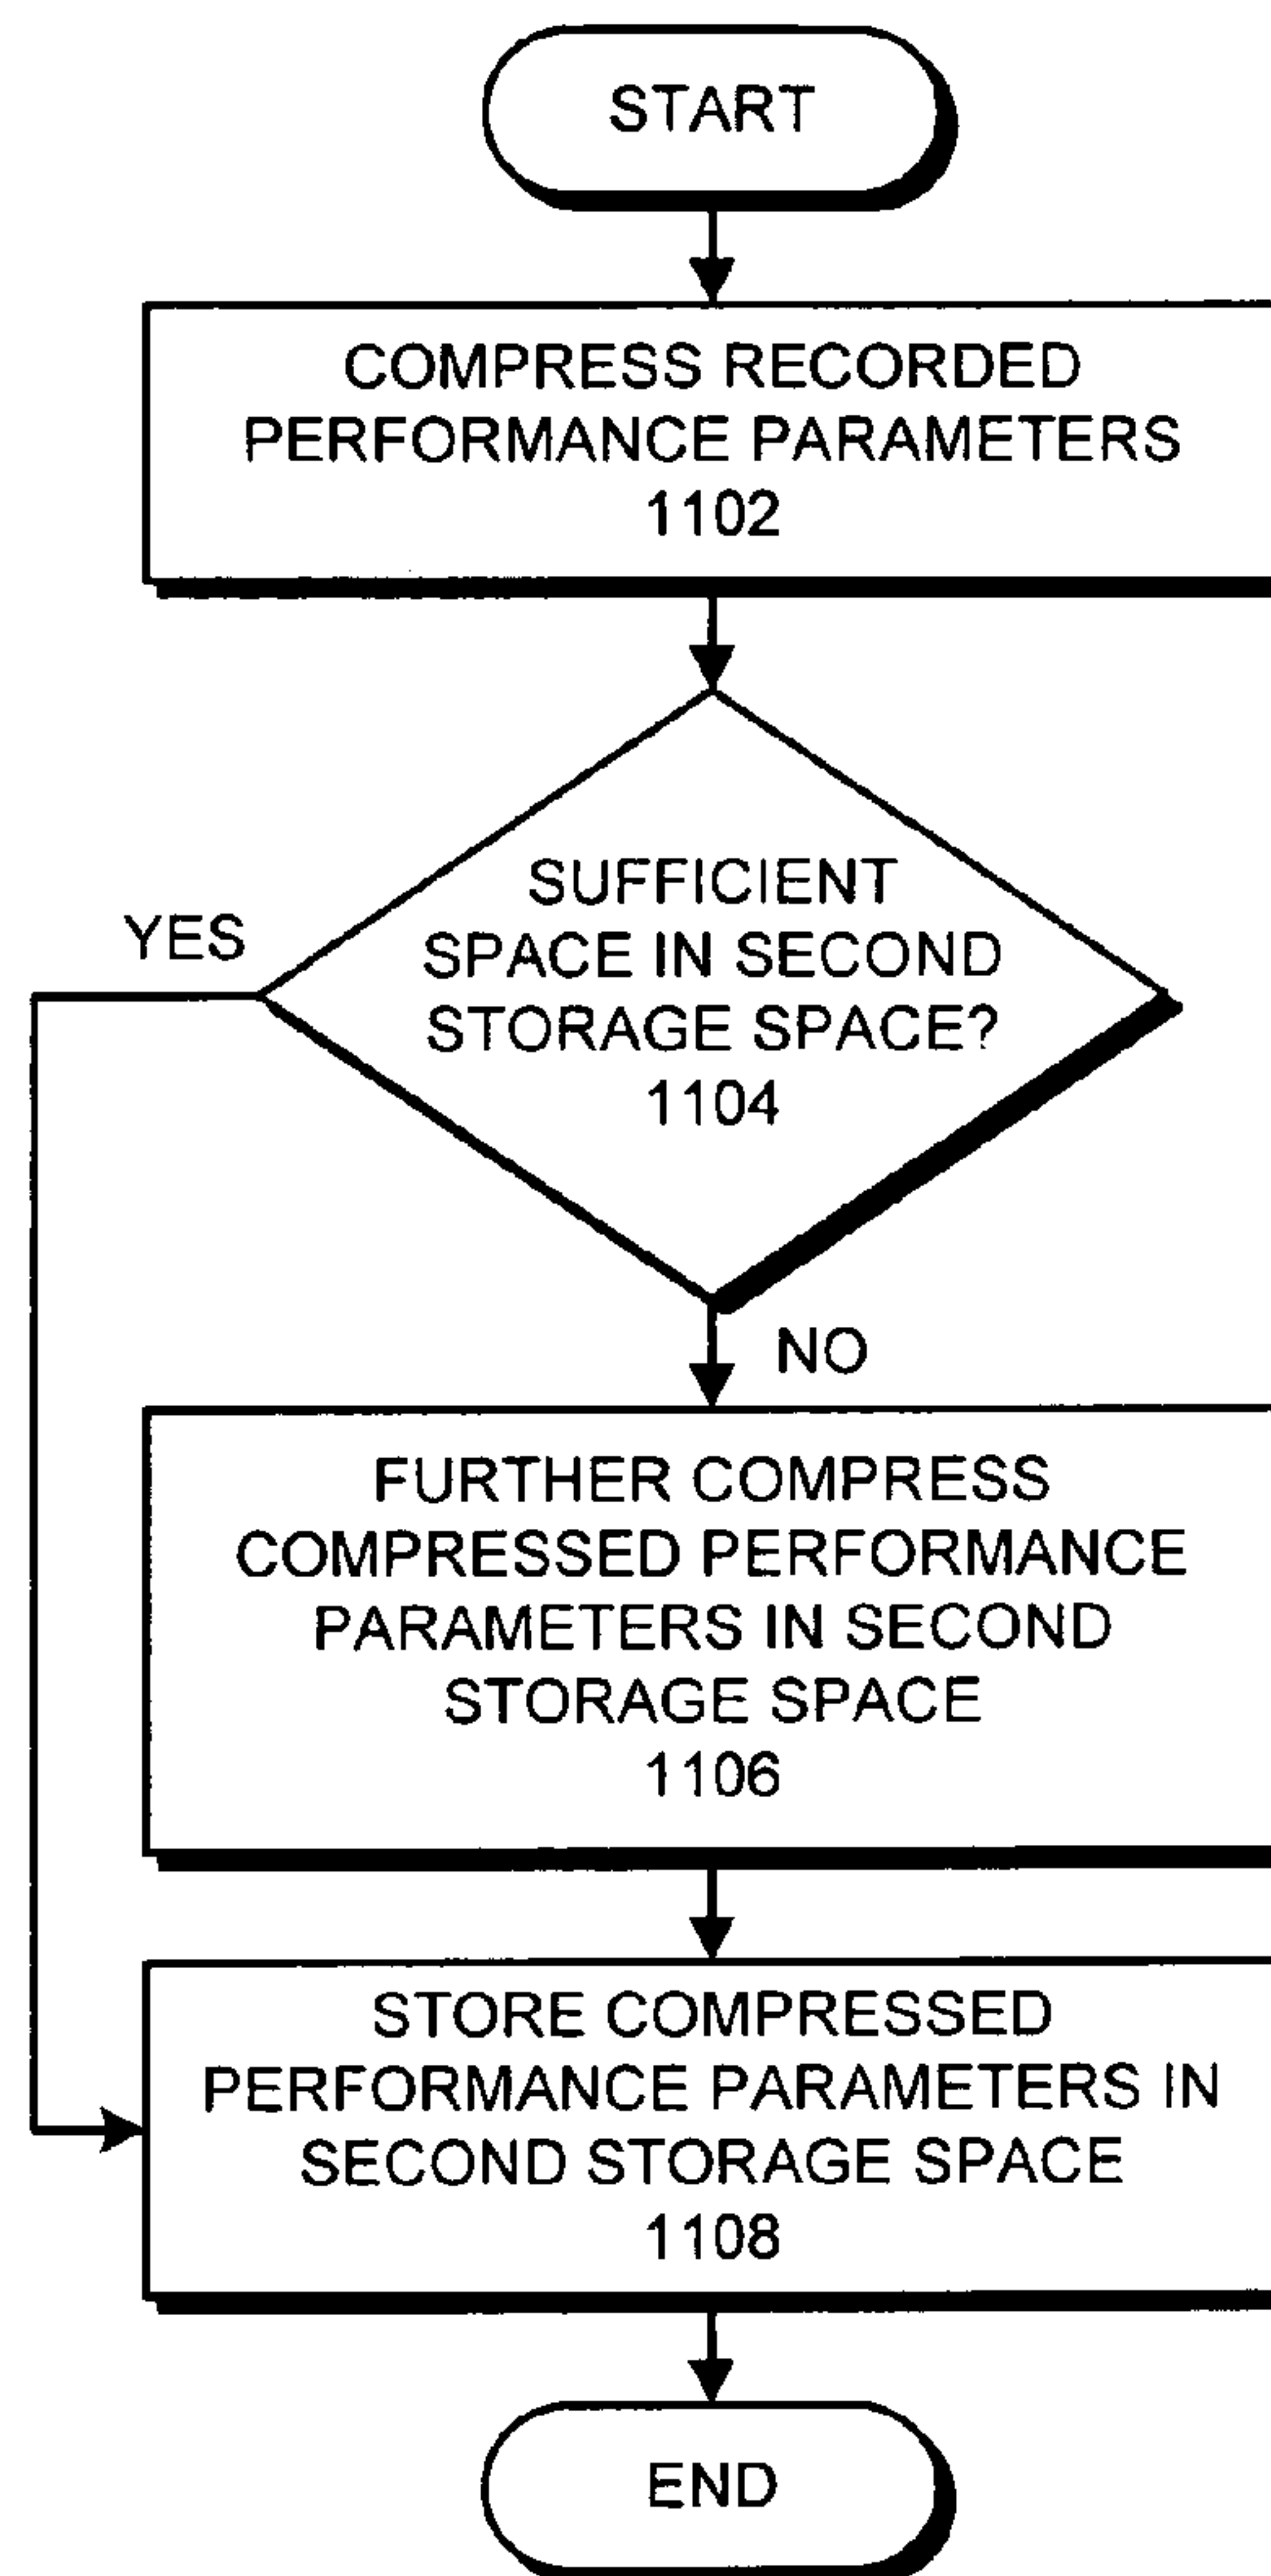 START
COMPRESS RECORDED
PERFORMANCE PARAMETERS
1102
SUFFICIENT
SPACE IN SECOND
STORAGE SPACE?
1104
YES
NO
FURTHER COMPRESS
COMPRESSED PERFORMANCE
PARAMETERS IN SECOND
STORAGE SPACE
1106
STORE COMPRESSED
PERFORMANCE PARAMETERS IN
SECOND STORAGE SPACE
1108
END